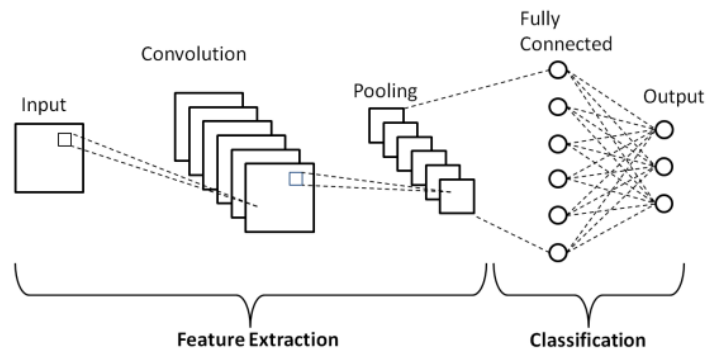 Input
Convolution
Pooling
Fully
Connected
Output
Feature Extraction
Classification